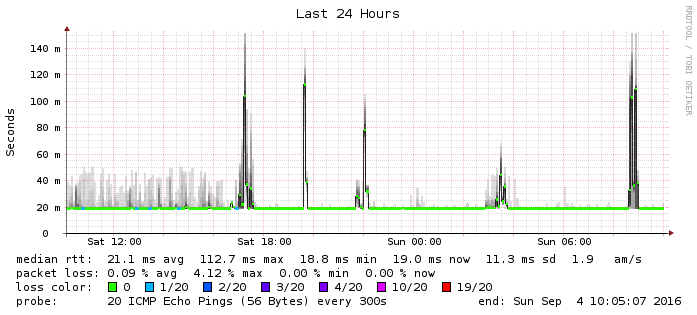 Last 24 Hours
RRDTOOL / TOBI OETIKER
Seconds
140 m
120 m
100 m
80 m
60 m
40 m
20 m
0
Sat 12:00 Sat 18:00 Sun 00:00 Sun 06:00
median rtt: 21.1 ms avg 112.7 ms max 18.8 ms min 19.0 ms now 11.3 ms sd 1.9 am/s
packet loss: 0.09 % avg 4.12 % max 0.00 % min 0.00 % now
loss color: 0 1/20 2/20 3/20 4/20 10/20 19/20
probe: 20 ICMP Echo Pings (56 Bytes) every 300s end: Sun Sep 4 10:05:07 2016